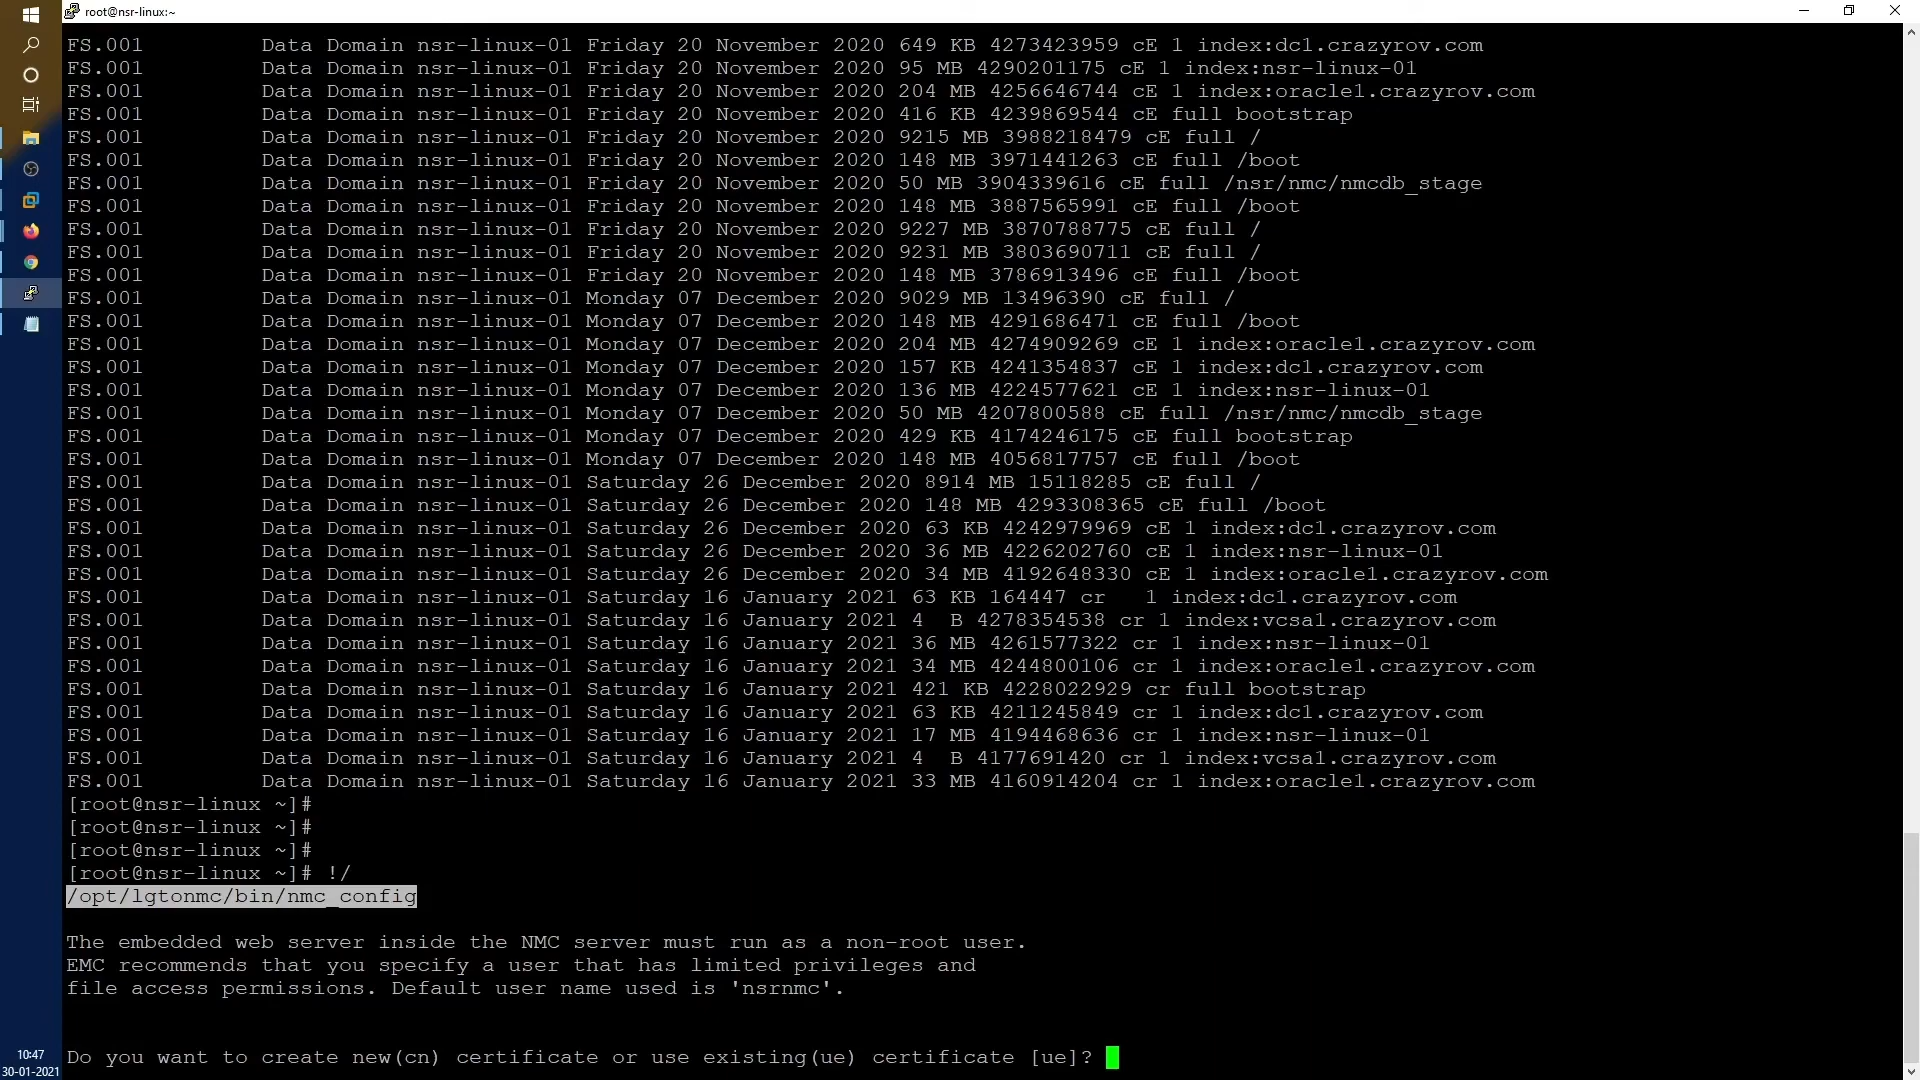 root@nsr-linux:~
FS.001 Data Domain nsr-linux-01 Friday 20 November 2020 649 KB 4273423959 cE 1 index:dc1.crazyrov.com
FS.001 Data Domain nsr-linux-01 Friday 20 November 2020 95 MB 4290201175 cE 1 index:nsr-linux-01
FS.001 Data Domain nsr-linux-01 Friday 20 November 2020 204 MB 4256646744 cE 1 index:oracle1.crazyrov.com
FS.001 Data Domain nsr-linux-01 Friday 20 November 2020 416 KB 4239869544 cE full bootstrap
FS.001 Data Domain nsr-linux-01 Friday 20 November 2020 9215 MB 3988218479 cE full /
FS.001 Data Domain nsr-linux-01 Friday 20 November 2020 148 MB 3971441263 cE full /boot
FS.001 Data Domain nsr-linux-01 Friday 20 November 2020 50 MB 3904339616 cE full /nsr/nmc/nmcdb_stage
FS.001 Data Domain nsr-linux-01 Friday 20 November 2020 148 MB 3887565991 cE full /boot
FS.001 Data Domain nsr-linux-01 Friday 20 November 2020 9227 MB 3870788775 cE full /
FS.001 Data Domain nsr-linux-01 Friday 20 November 2020 9231 MB 3803690711 cE full /
FS.001 Data Domain nsr-linux-01 Friday 20 November 2020 148 MB 3786913496 cE full /boot
FS.001 Data Domain nsr-linux-01 Monday 07 December 2020 9029 MB 13496390 cE full /
FS.001 Data Domain nsr-linux-01 Monday 07 December 2020 148 MB 4291686471 cE full /boot
FS.001 Data Domain nsr-linux-01 Monday 07 December 2020 204 MB 4274909269 cE 1 index:oracle1.crazyrov.com
FS.001 Data Domain nsr-linux-01 Monday 07 December 2020 157 KB 4241354837 cE 1 index:dc1.crazyrov.com
FS.001 Data Domain nsr-linux-01 Monday 07 December 2020 136 MB 4224577621 cE 1 index:nsr-linux-01
FS.001 Data Domain nsr-linux-01 Monday 07 December 2020 50 MB 4207800588 cE full /nsr/nmc/nmcdb_stage
FS.001 Data Domain nsr-linux-01 Monday 07 December 2020 429 KB 4174246175 cE full bootstrap
FS.001 Data Domain nsr-linux-01 Monday 07 December 2020 148 MB 4056817757 cE full /boot
FS.001 Data Domain nsr-linux-01 Saturday 26 December 2020 8914 MB 15118285 cE full /
FS.001 Data Domain nsr-linux-01 Saturday 26 December 2020 148 MB 4293308365 cE full /boot
FS.001 Data Domain nsr-linux-01 Saturday 26 December 2020 63 KB 4242979969 cE 1 index:dc1.crazyrov.com
FS.001 Data Domain nsr-linux-01 Saturday 26 December 2020 36 MB 4226202760 cE 1 index:nsr-linux-01
FS.001 Data Domain nsr-linux-01 Saturday 26 December 2020 34 MB 4192648330 cE 1 index:oracle1.crazyrov.com
FS.001 Data Domain nsr-linux-01 Saturday 16 January 2021 63 KB 164447 cr 1 index:dc1.crazyrov.com
FS.001 Data Domain nsr-linux-01 Saturday 16 January 2021 4 B 4278354538 cr 1 index:vcsa1.crazyrov.com
FS.001 Data Domain nsr-linux-01 Saturday 16 January 2021 36 MB 4261577322 cr 1 index:nsr-linux-01
FS.001 Data Domain nsr-linux-01 Saturday 16 January 2021 34 MB 4244800106 cr 1 index:oracle1.crazyrov.com
FS.001 Data Domain nsr-linux-01 Saturday 16 January 2021 421 KB 4228022929 cr full bootstrap
FS.001 Data Domain nsr-linux-01 Saturday 16 January 2021 63 KB 4211245849 cr 1 index:dc1.crazyrov.com
FS.001 Data Domain nsr-linux-01 Saturday 16 January 2021 17 MB 4194468636 cr 1 index:nsr-linux-01
FS.001 Data Domain nsr-linux-01 Saturday 16 January 2021 4 B 4177691420 cr 1 index:vcsa1.crazyrov.com
FS.001 Data Domain nsr-linux-01 Saturday 16 January 2021 33 MB 4160914204 cr 1 index:oracle1.crazyrov.com
[root@nsr-linux ~]#
[root@nsr-linux ~]#
[root@nsr-linux ~]#
[root@nsr-linux ~]# !/
/opt/lgtonmc/bin/nmc_config
The embedded web server inside the NMC server must run as a non-root user.
EMC recommends that you specify a user that has limited privileges and
file access permissions. Default user name used is 'nsrnmc'.
Do you want to create new(cn) certificate or use existing(ue) certificate [ue]?
10:47
30-01-2021